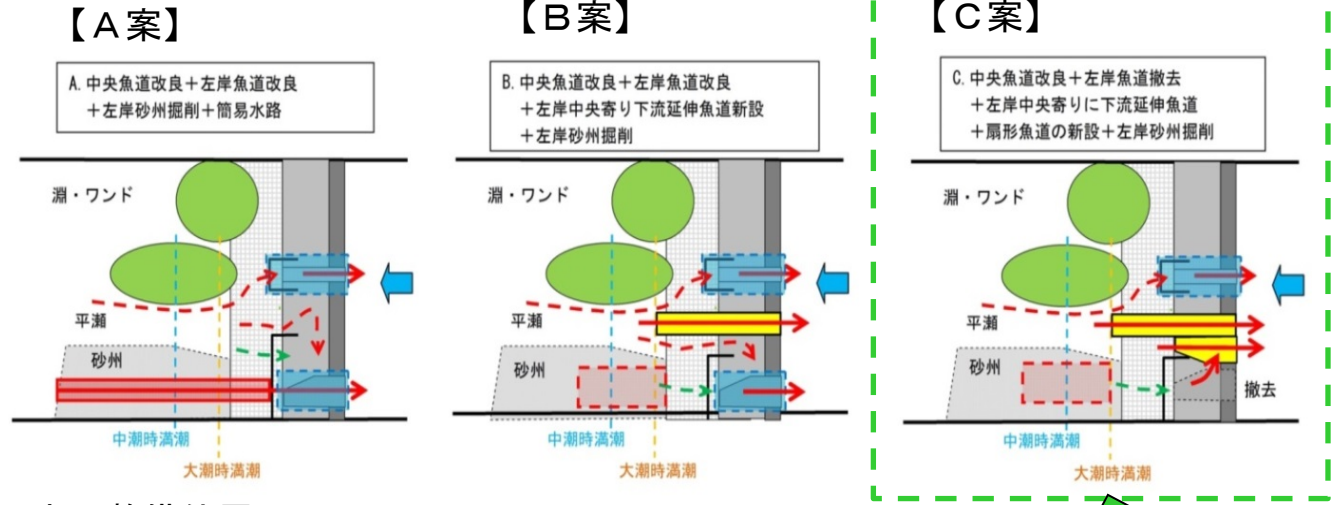 【A案】
A. 中央魚道改良＋左岸魚道改良
＋左岸砂州掘削＋簡易水路
淵・ワンド
平瀬
砂州
中潮時満潮
大潮時満潮
【B案】
B. 中央魚道改良＋左岸魚道改良
＋左岸中央寄り下流延伸魚道新設
＋左岸砂州掘削
淵・ワンド
平瀬
砂州
中潮時満潮
大潮時満潮
【C案】
C. 中央魚道改良＋左岸魚道撤去
＋左岸中央寄りに下流延伸魚道
＋扇形魚道の新設＋左岸砂州掘削
淵・ワンド
平瀬
砂州
撤去
中潮時満潮
大潮時満潮